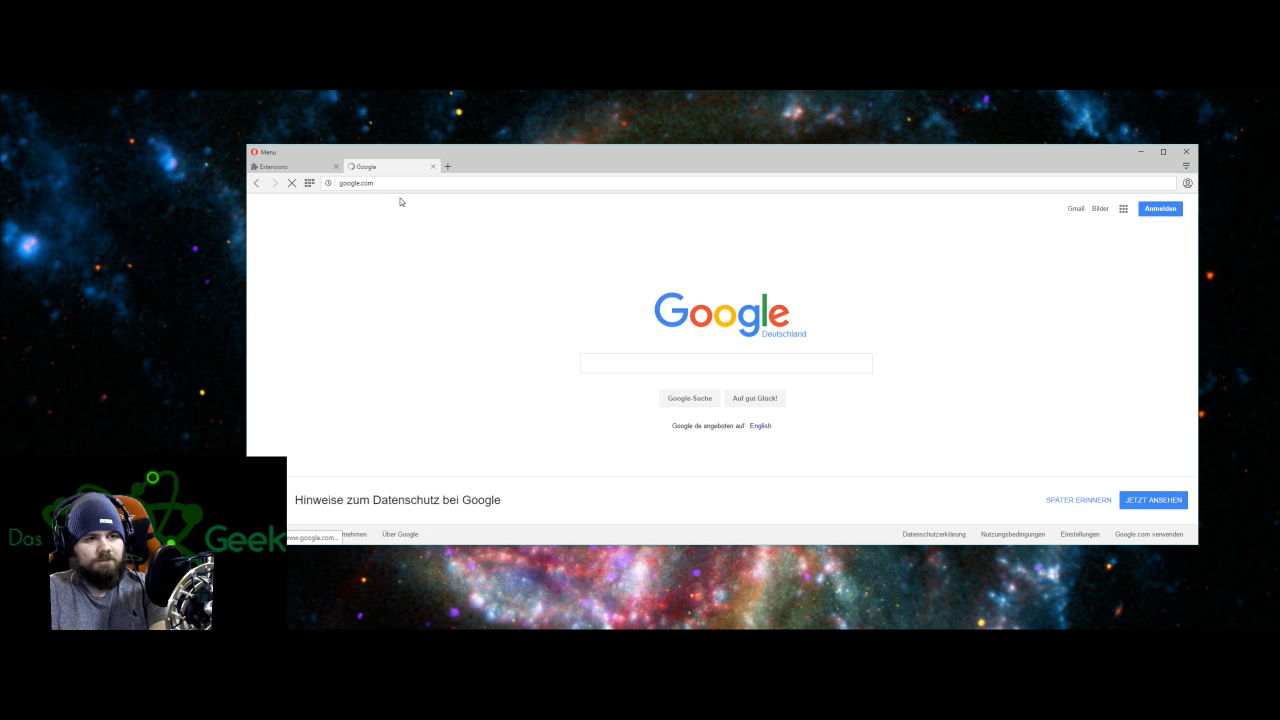 Menu
Extensions
Google
google.com
Gmail Bilder Anmelden
Google
Deutschland
Google-Suche Auf gut Glück!
Google.de angeboten auf: English
Hinweise zum Datenschutz bei Google
SPÄTER ERINNERN JETZT ANSEHEN
www.google.com... nehmen Über Google
Datenschutzerklärung Nutzungsbedingungen Einstellungen Google.com verwenden
Das Geek